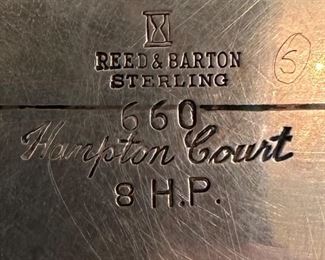 REED & BARTON
STERLING
5
660
Hampton Court
8 H.P.